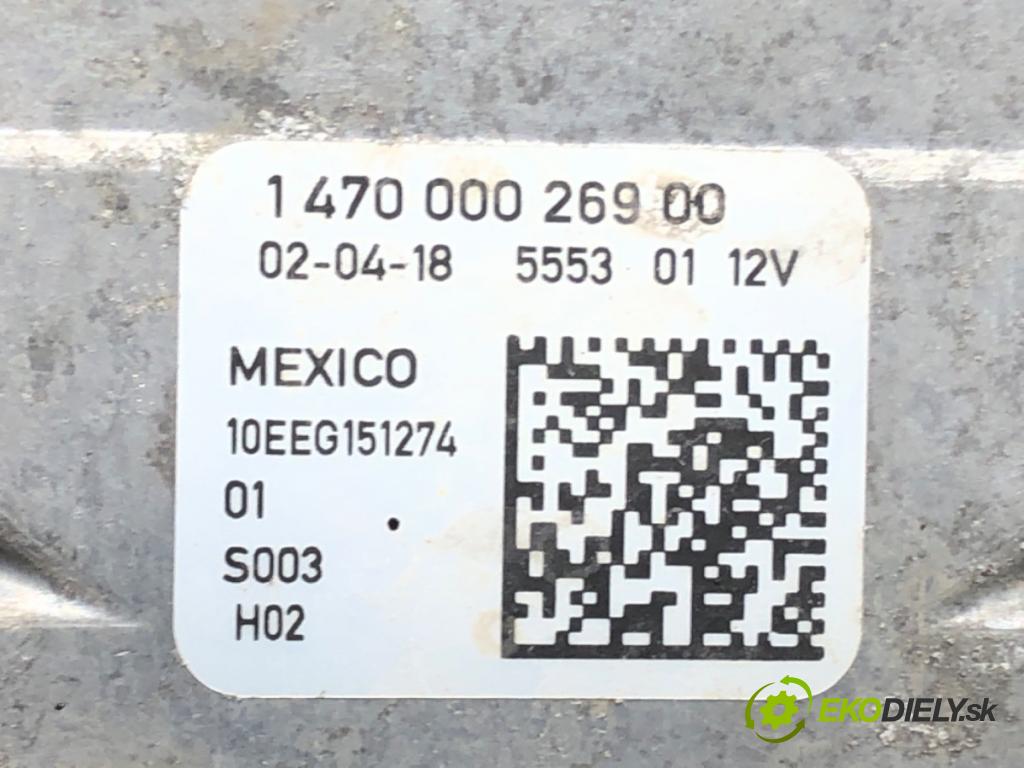 1 470 000 269 00
02-04-18 5553 01 12V
MEXICO
10EEG151274
01
S003
H02
EKODIELY.sk